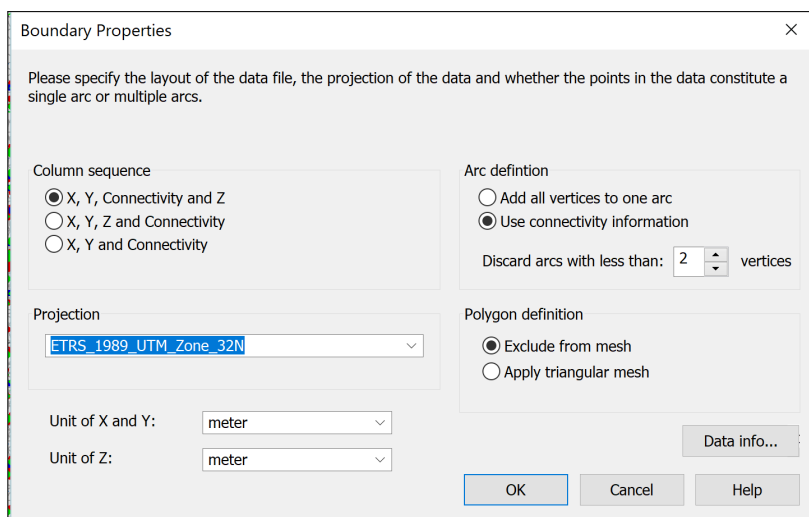 Boundary Properties
Please specify the layout of the data file, the projection of the data and whether the points in the data constitute a
single arc or multiple arcs.
Column sequence
X, Y, Connectivity and Z
X, Y, Z and Connectivity
X, Y and Connectivity
Arc defintion
Add all vertices to one arc
Use connectivity information
Discard arcs with less than: 2 vertices
Projection
ETRS_1989_UTM_Zone_32N
Polygon definition
Exclude from mesh
Apply triangular mesh
Unit of X and Y: meter
Unit of Z: meter
Data info...
OK Cancel Help